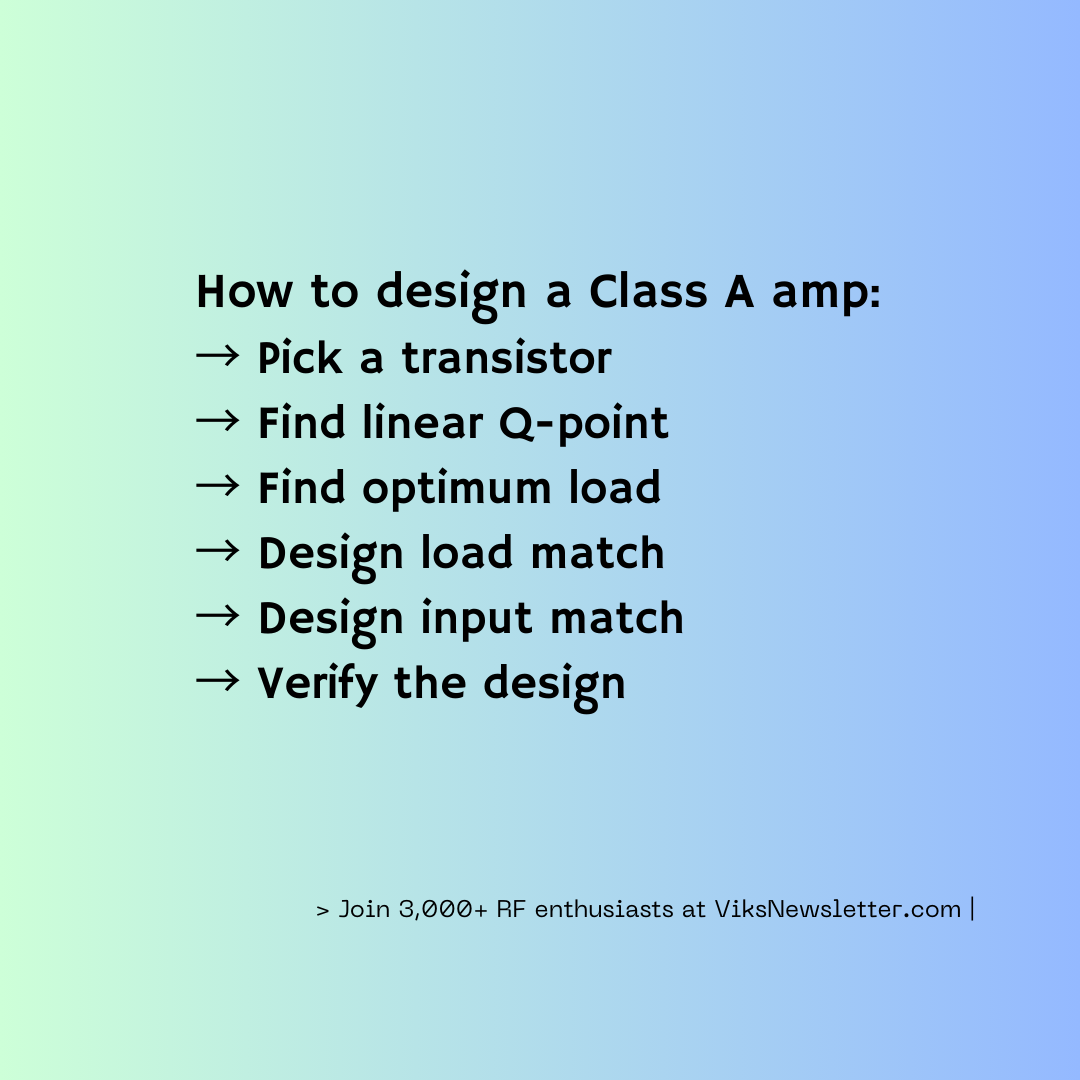 How to design a Class A amp:
→ Pick a transistor
→ Find linear Q-point
→ Find optimum load
→ Design load match
→ Design input match
→ Verify the design
> Join 3,000+ RF enthusiasts at ViksNewsletter.com |